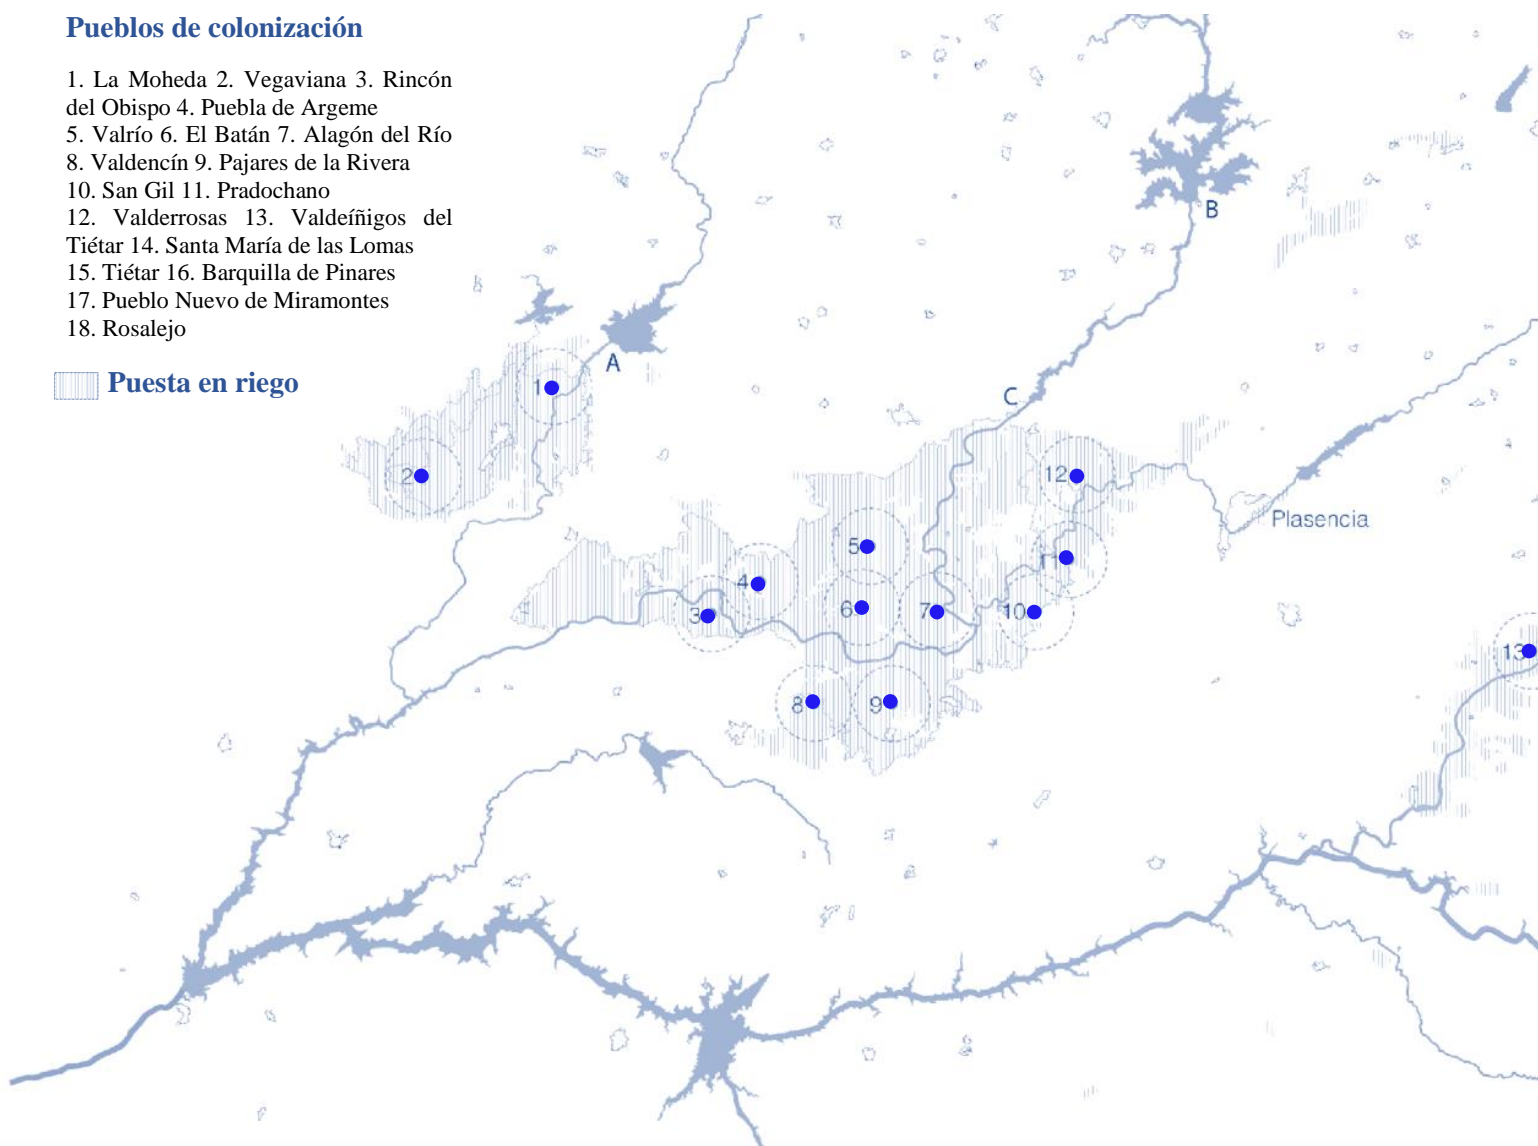 Pueblos de colonización
1. La Moheda 2. Vegaviana 3. Rincón
del Obispo 4. Puebla de Argeme
5. Valrío 6. El Batán 7. Alagón del Río
8. Valdencín 9. Pajares de la Rivera
10. San Gil 11. Pradochano
12. Valderrosas 13. Valdeíñigos del
Tiétar 14. Santa María de las Lomas
15. Tiétar 16. Barquilla de Pinares
17. Pueblo Nuevo de Miramontes
18. Rosalejo
Puesta en riego
B
A
1
C
2
12
Plasencia
5
11
4
3
6
7
10
13
8
9